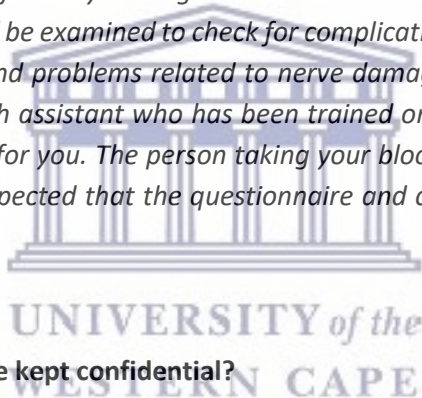 be examined to check for complicati
nd problems related to nerve damag
h assistant who has been trained or
for you. The person taking your bloo
pected that the questionnaire and c
UNIVERSITY of the
e kept confidential?
WESTERN CAPE